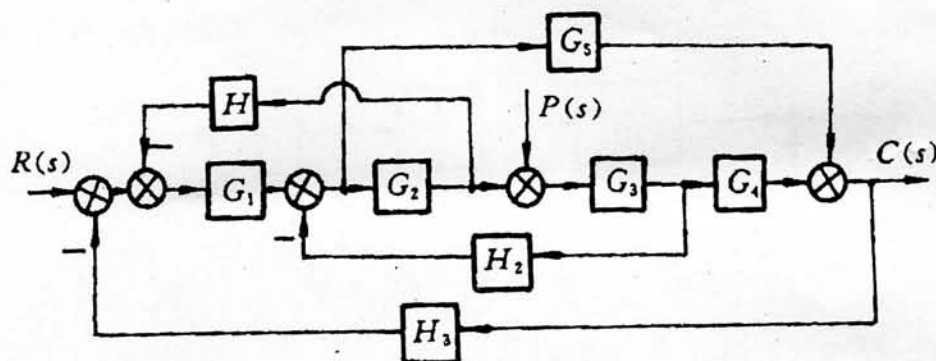 G₅
H
P(s)
R(s)
C(s)
G₁
G₂
G₃
G₄
H₂
H₃